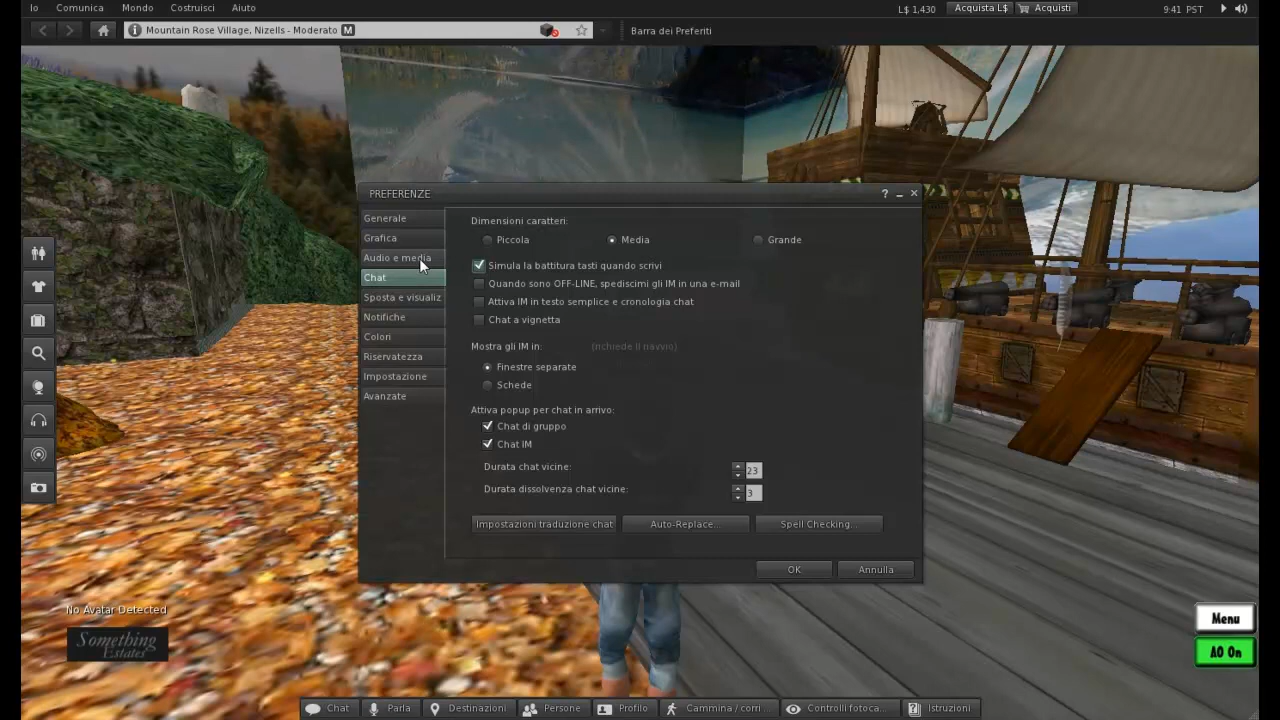 Io Comunica Mondo Costruisci Aiuto L$ 1,430 Acquista L$ Acquisti 9:41 PST
Mountain Rose Village, Nizells - Moderato M Barra dei Preferiti
PREFERENZE ?
Generale
Grafica
Audio e media
Chat
Sposta e visualiz
Notifiche
Colori
Riservatezza
Impostazione
Avanzate
Dimensioni caratteri:
Piccola Media Grande
Simula la battitura tasti quando scrivi
Quando sono OFF-LINE, spediscimi gli IM in una e-mail
Attiva IM in testo semplice e cronologia chat
Chat a vignetta
Mostra gli IM in: (richiede il riavvio)
Finestre separate
Schede
Attiva popup per chat in arrivo:
Chat di gruppo
Chat IM
Durata chat vicine: 23
Durata dissolvenza chat vicine: 3
Impostazioni traduzione chat Auto-Replace... Spell Checking...
OK Annulla
No Avatar Detected
Something
Estates
Menu
AO On
Chat Parla Destinazioni Persone Profilo Cammina / corri ... Controlli fotoca... Istruzioni